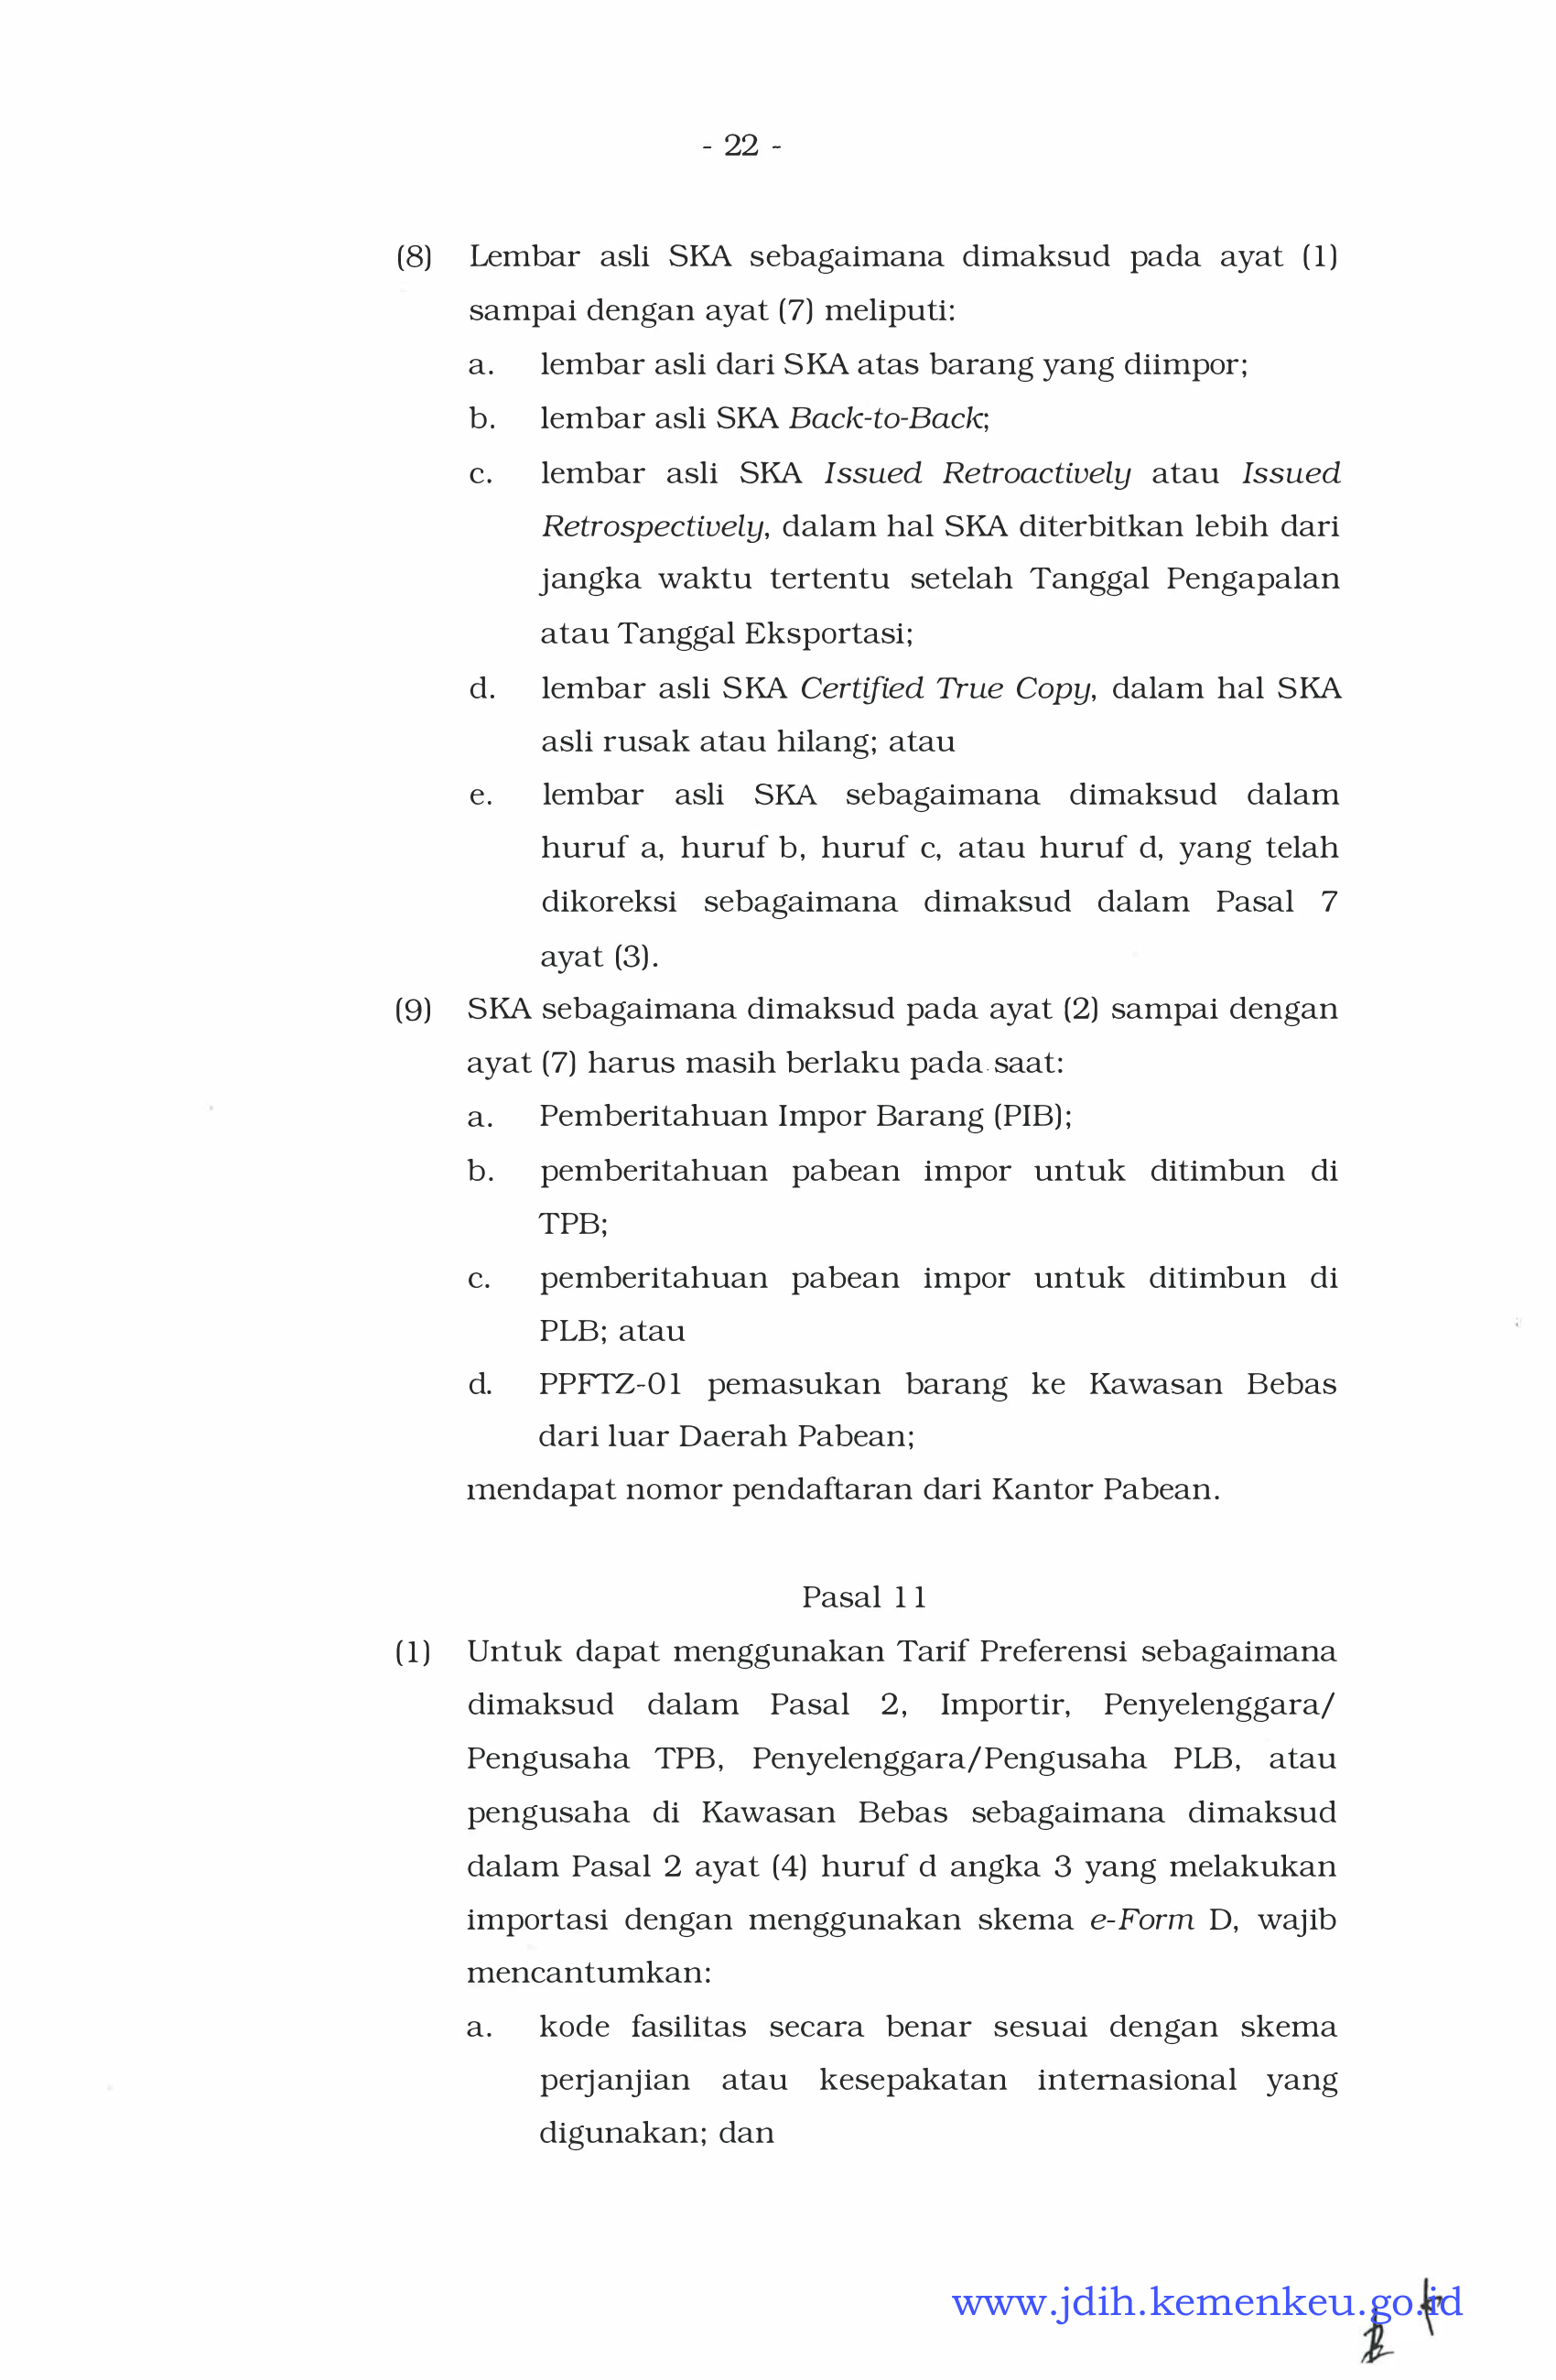 - 22 -
(8) Lembar asli SKA sebagaimana dimaksud pada ayat (1)
sampai dengan ayat (7) meliputi:
a. lembar asli dari SKA atas barang yang diimpor;
b. lembar asli SKA Back-to-Back;
c. lembar asli SKA Issued Retroactively atau Issued
Retrospectively, dalam hal SKA diterbitkan lebih dari
jangka waktu tertentu setelah Tanggal Pengapalan
atau Tanggal Eksportasi;
d. lembar asli SKA Certified True Copy, dalam hal SKA
asli rusak atau hilang; atau
e. lembar asli SKA sebagaimana dimaksud dalam
huruf a, huruf b, huruf c, atau huruf d, yang telah
dikoreksi sebagaimana dimaksud dalam Pasal 7
ayat (3).
(9) SKA sebagaimana dimaksud pada ayat (2) sampai dengan
ayat (7) harus masih berlaku pada saat:
a. Pemberitahuan Impor Barang (PIB);
b. pemberitahuan pabean impor untuk ditimbun di
TPB;
c. pemberitahuan pabean impor untuk ditimbun di
PLB; atau
d. PPFTZ-01 pemasukan barang ke Kawasan Bebas
dari luar Daerah Pabean;
mendapat nomor pendaftaran dari Kantor Pabean.
Pasal 11
(1) Untuk dapat menggunakan Tarif Preferensi sebagaimana
dimaksud dalam Pasal 2, Importir, Penyelenggara/
Pengusaha TPB, Penyelenggara/Pengusaha PLB, atau
pengusaha di Kawasan Bebas sebagaimana dimaksud
dalam Pasal 2 ayat (4) huruf d angka 3 yang melakukan
importasi dengan menggunakan skema e-Form D, wajib
mencantumkan:
a. kode fasilitas secara benar sesuai dengan skema
perjanjian atau kesepakatan internasional yang
digunakan; dan
www.jdih.kemenkeu.go.id